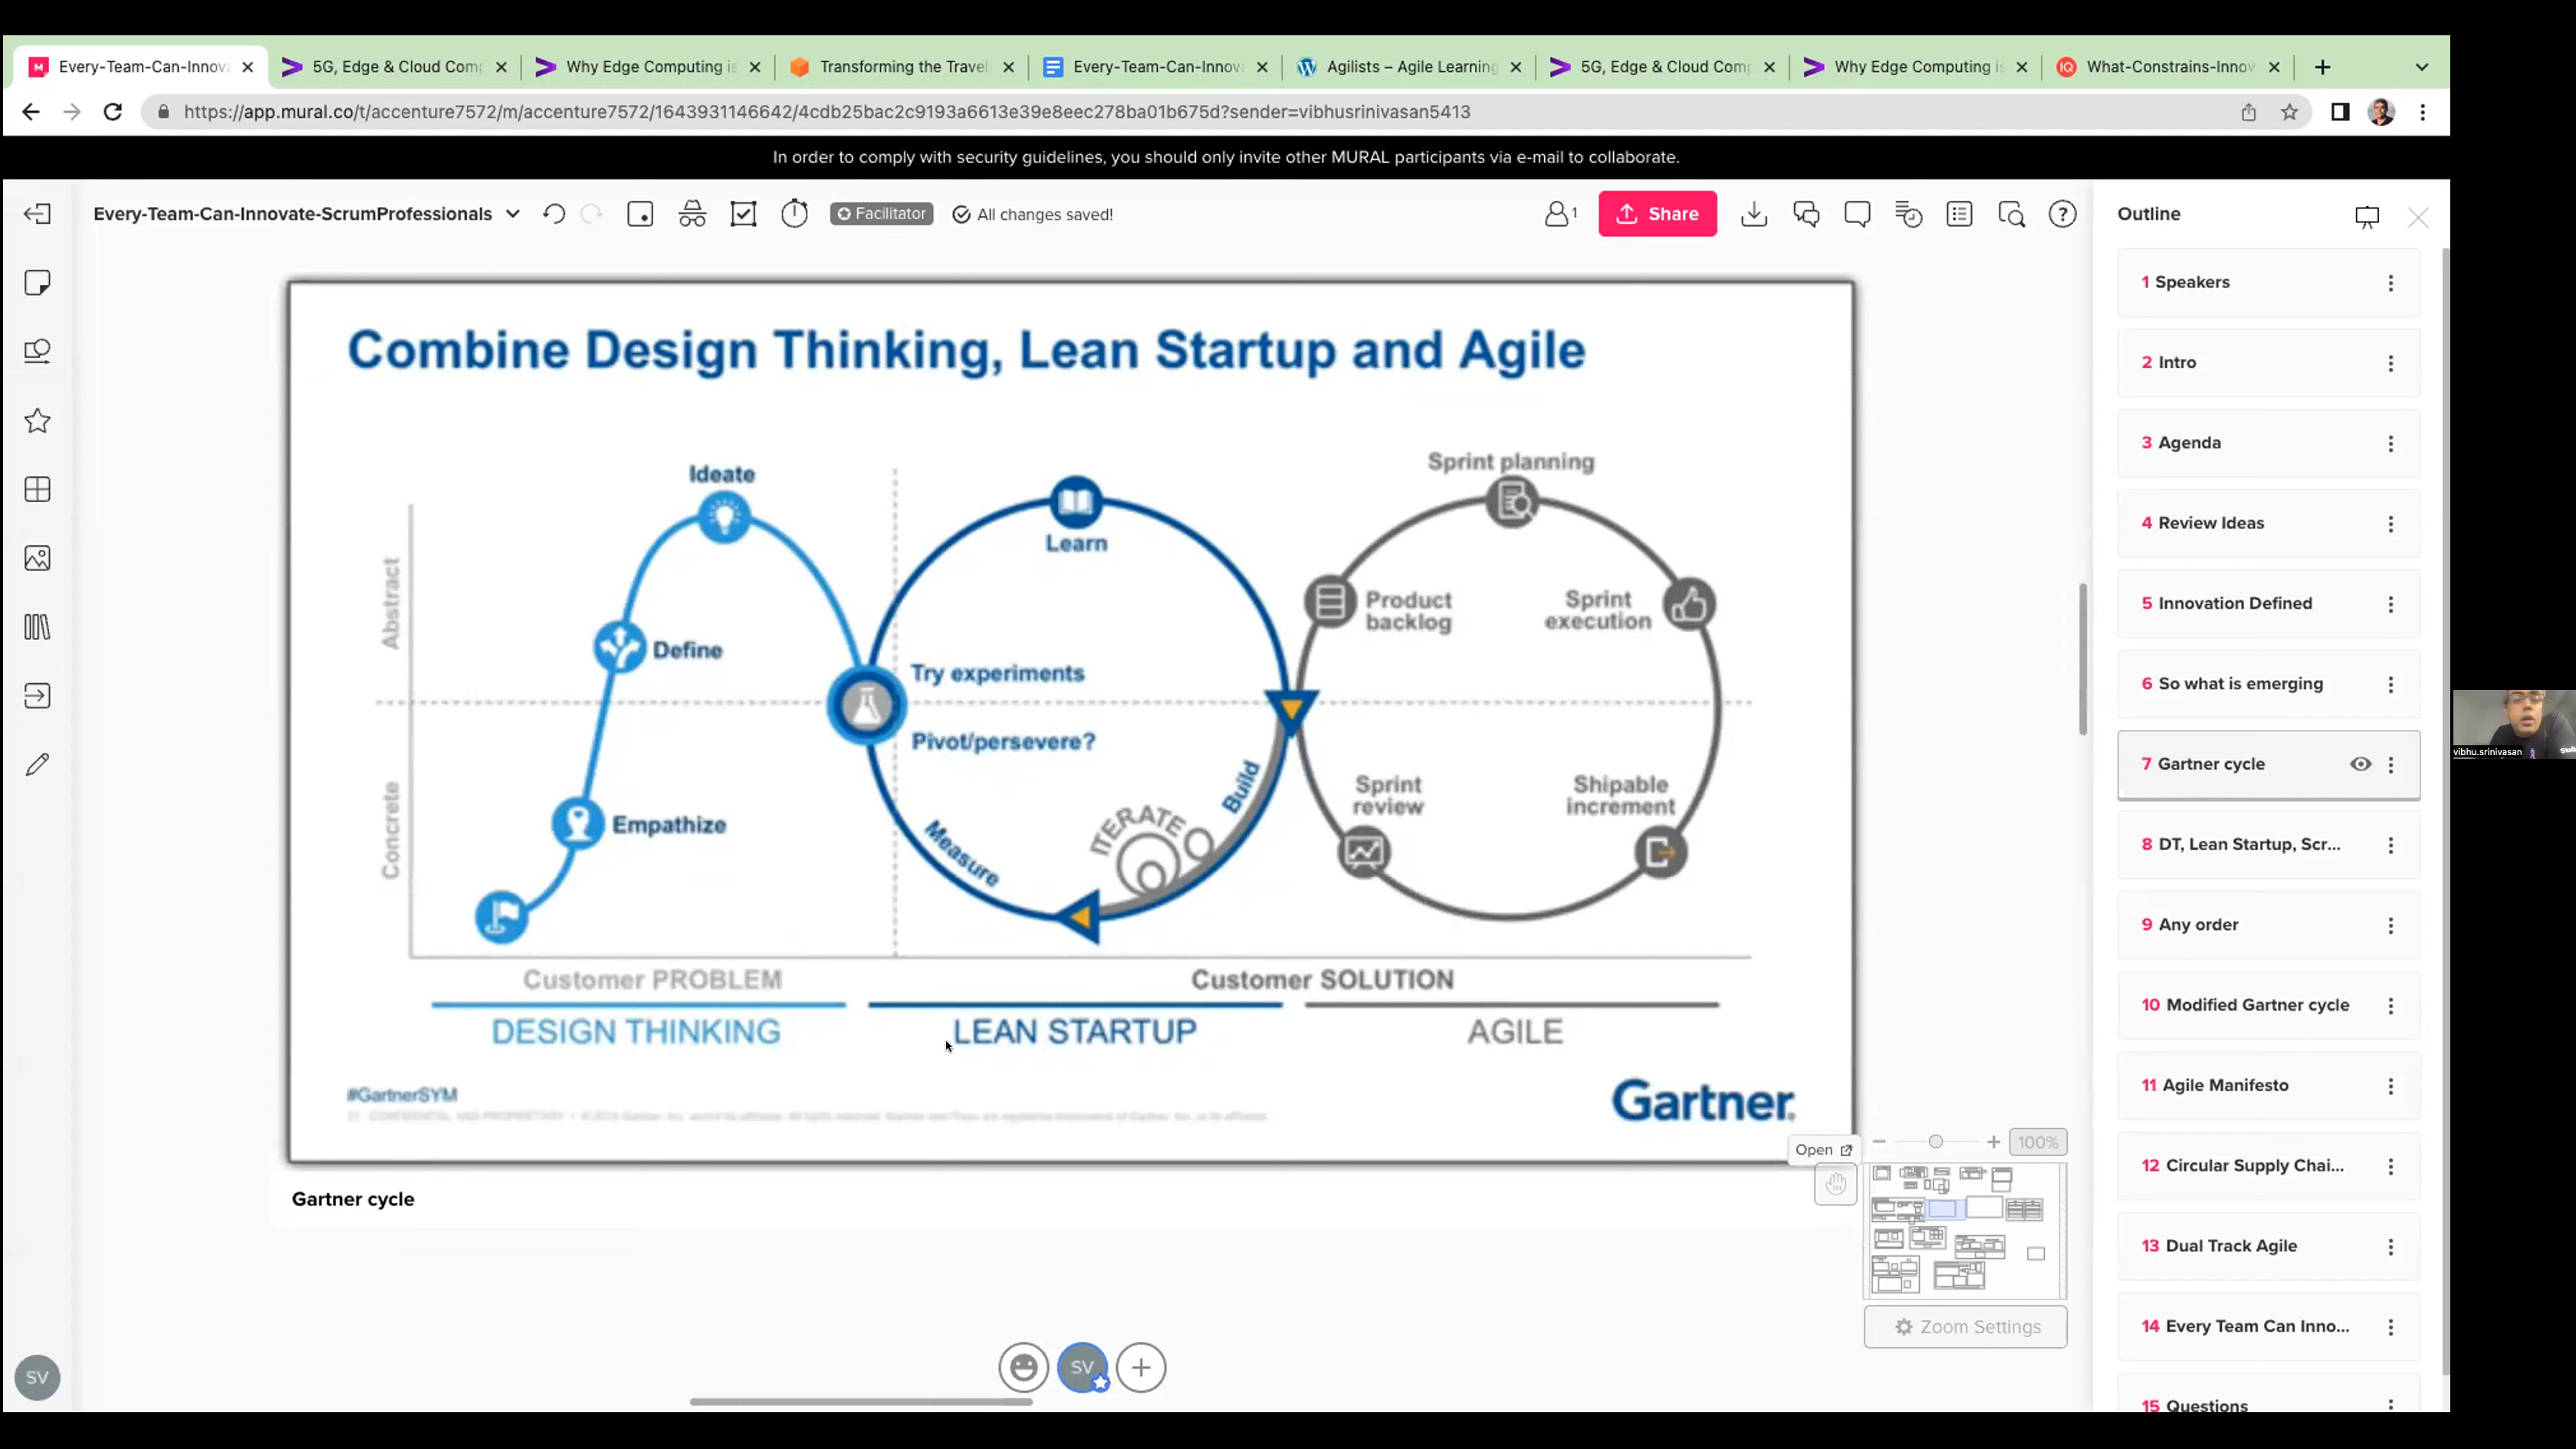 Every-Team-Can-Innov
5G, Edge & Cloud Com
Why Edge Computing is
Transforming the Travel
Every-Team-Can-Innov
Agilists – Agile Learning
5G, Edge & Cloud Com
Why Edge Computing is
What-Constrains-Innov
https://app.mural.co/t/accenture7572/m/accenture7572/1643931146642/4cdb25bac2c9193a6613e39e8eec278ba01b675d?sender=vibhusrinivasan5413
In order to comply with security guidelines, you should only invite other MURAL participants via e-mail to collaborate.
Every-Team-Can-Innovate-ScrumProfessionals
Facilitator
All changes saved!
1
Share
Combine Design Thinking, Lean Startup and Agile
Ideate
Define
Empathize
Abstract
Concrete
Learn
Try experiments
Pivot/persevere?
Measure
ITERATE
Build
Sprint planning
Product
backlog
Sprint
execution
Sprint
review
Shipable
increment
Customer PROBLEM
Customer SOLUTION
DESIGN THINKING
LEAN STARTUP
AGILE
#GartnerSYM
Gartner
Open
Gartner cycle
100%
Zoom Settings
SV
SV
Outline
1 Speakers
2 Intro
3 Agenda
4 Review Ideas
5 Innovation Defined
6 So what is emerging
7 Gartner cycle
8 DT, Lean Startup, Scr...
9 Any order
10 Modified Gartner cycle
11 Agile Manifesto
12 Circular Supply Chai...
13 Dual Track Agile
14 Every Team Can Inno...
15 Questions
vibhu.srinivasan